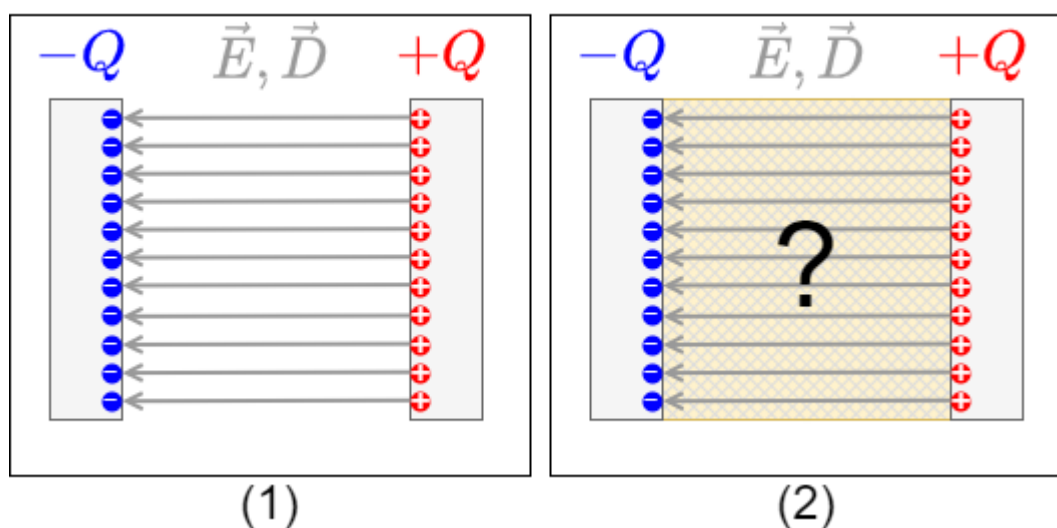 −Q E⃗, D⃗ +Q
−Q E⃗, D⃗ +Q
?
(1)
(2)